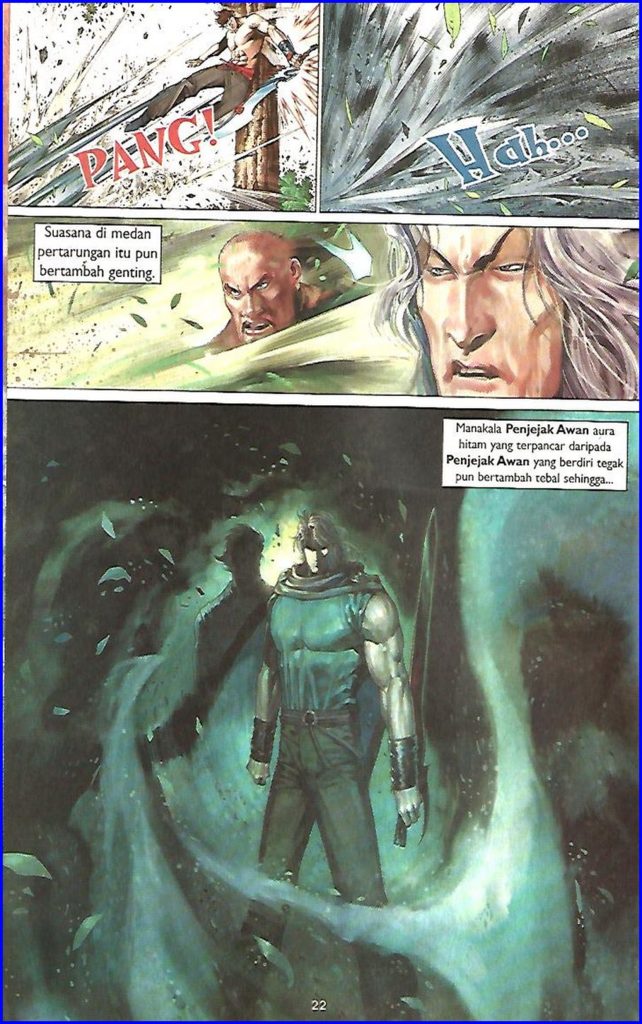 PANG!
Hah...
Suasana di medan
pertarungan itu pun
bertambah genting.
Manakala Penjejak Awan aura
hitam yang terpancar daripada
Penjejak Awan yang berdiri tegak
pun bertambah tebal sehingga...
22